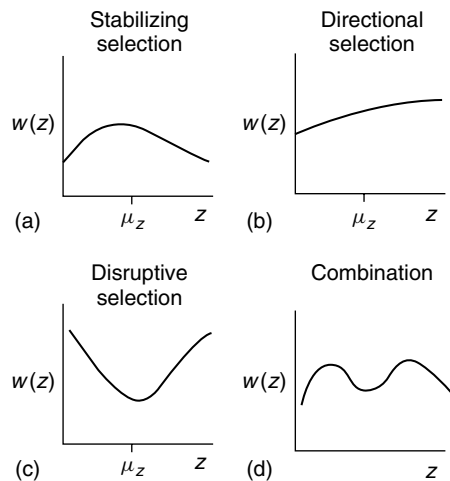 Stabilizing
selection
w(z)
μz
z
(a)
Directional
selection
w(z)
μz
z
(b)
Disruptive
selection
w(z)
μz
z
(c)
Combination
w(z)
z
(d)